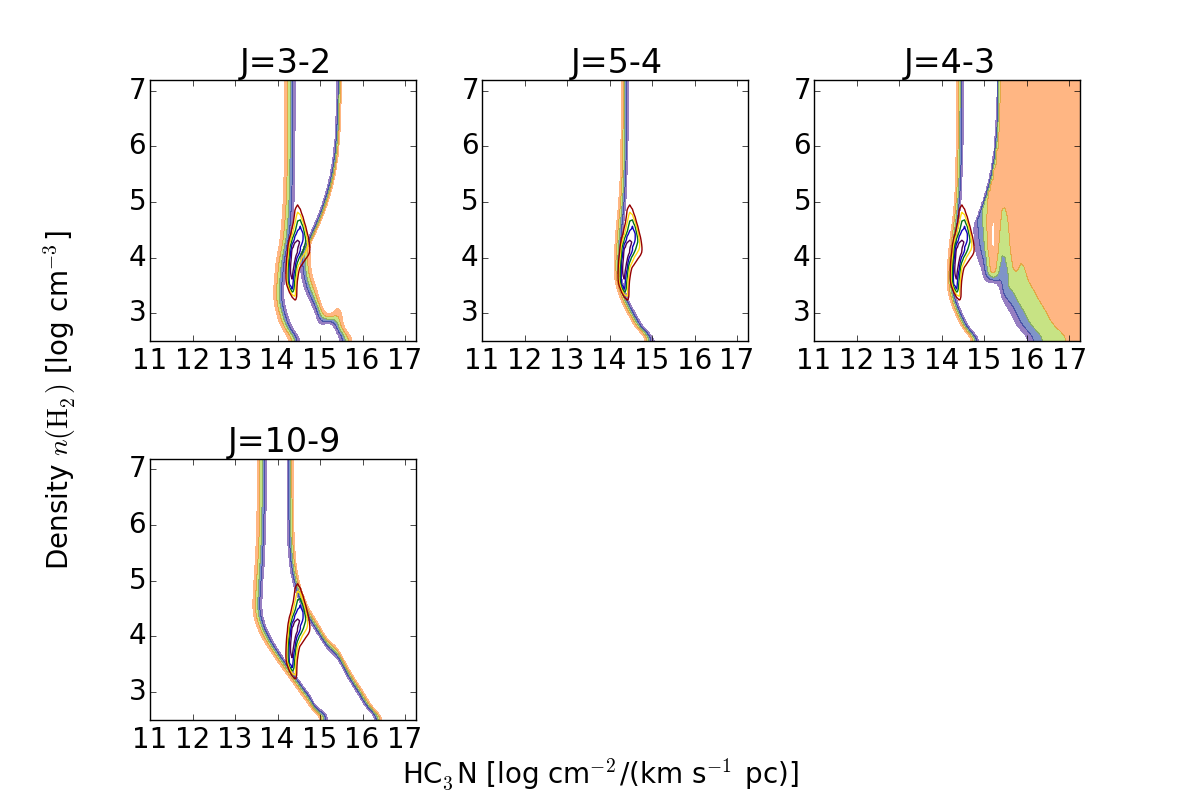 J=3-2 J=5-4 J=4-3
7 7 7
6 6 6
5 5 5
4 4 4
3 3 3
11 12 13 14 15 16 17 11 12 13 14 15 16 17 11 12 13 14 15 16 17
Density n(H₂) [log cm⁻³]
J=10-9
7
6
5
4
3
11 12 13 14 15 16 17
HC₃N [log cm⁻²/(km s⁻¹ pc)]